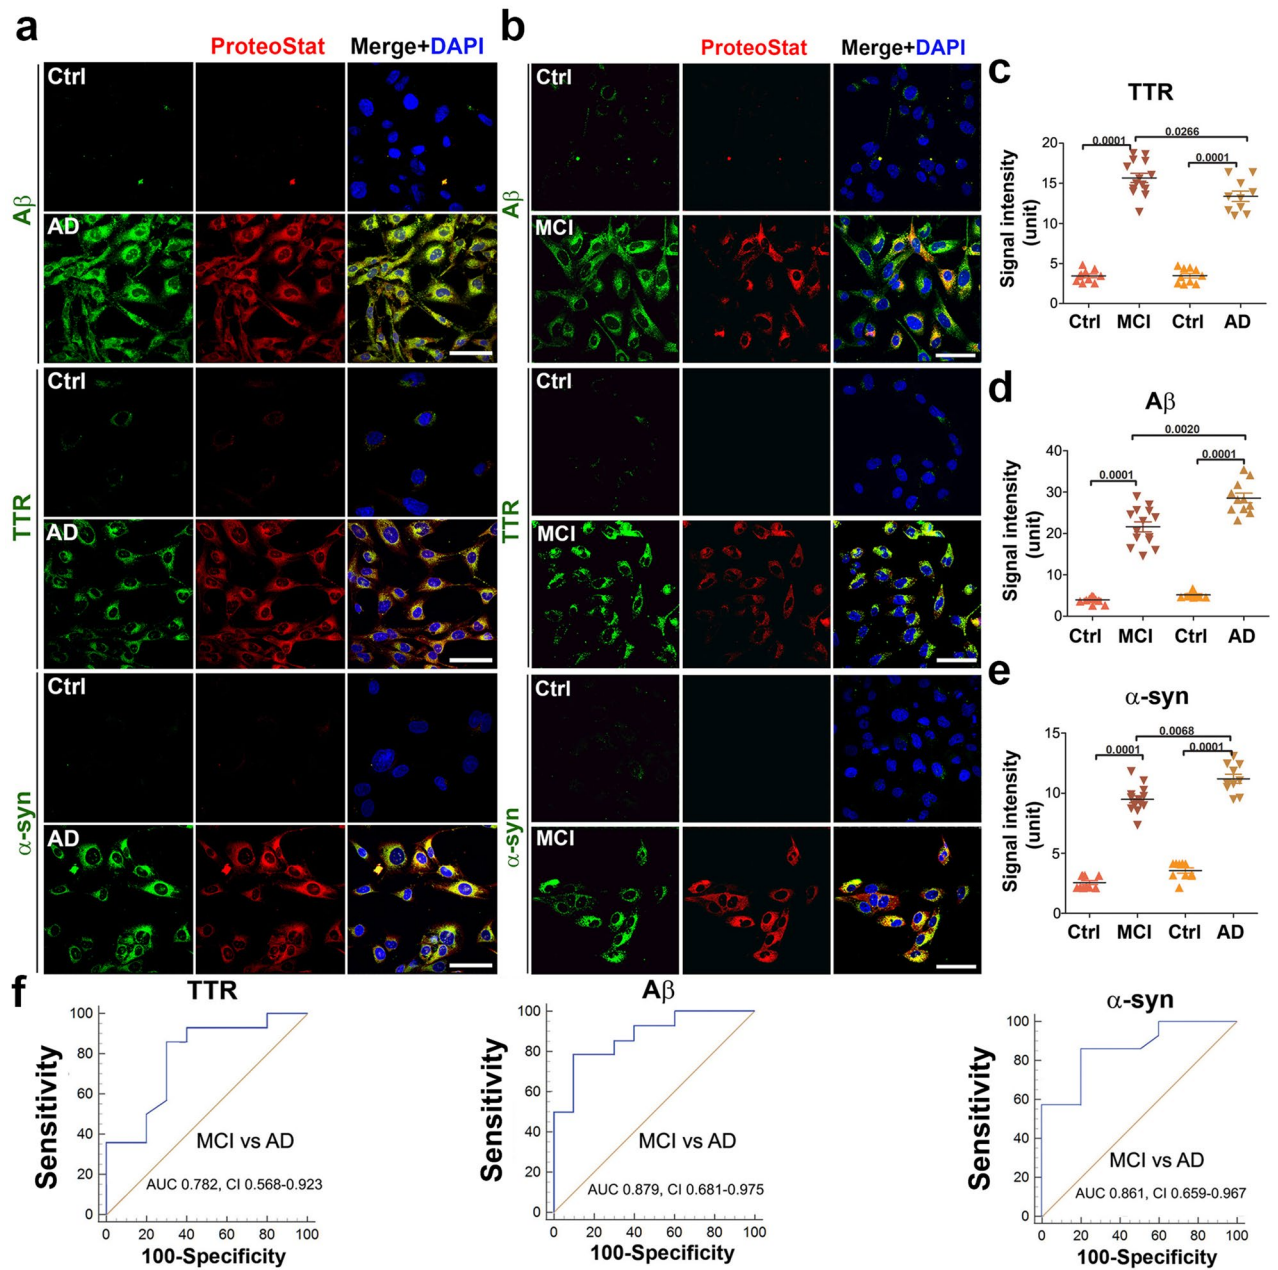 a
ProteoStat
Merge+DAPI
Aβ
Ctrl
AD
TTR
Ctrl
AD
α-syn
Ctrl
AD
b
ProteoStat
Merge+DAPI
Aβ
Ctrl
MCI
TTR
Ctrl
MCI
α-syn
Ctrl
MCI
c
TTR
Signal intensity
(unit)
20
15
10
5
0
0.0001
0.0266
0.0001
Ctrl MCI Ctrl AD
d
Aβ
Signal intensity
(unit)
40
30
20
10
0
0.0001
0.0020
0.0001
Ctrl MCI Ctrl AD
e
α-syn
Signal intensity
(unit)
15
10
5
0
0.0001
0.0068
0.0001
Ctrl MCI Ctrl AD
f
TTR
Sensitivity
100
80
60
40
20
0
MCI vs AD
AUC 0.782, CI 0.568-0.923
0 20 40 60 80 100
100-Specificity
Aβ
Sensitivity
100
80
60
40
20
0
MCI vs AD
AUC 0.879, CI 0.681-0.975
0 20 40 60 80 100
100-Specificity
α-syn
Sensitivity
100
80
60
40
20
0
MCI vs AD
AUC 0.861, CI 0.659-0.967
0 20 40 60 80 100
100-Specificity